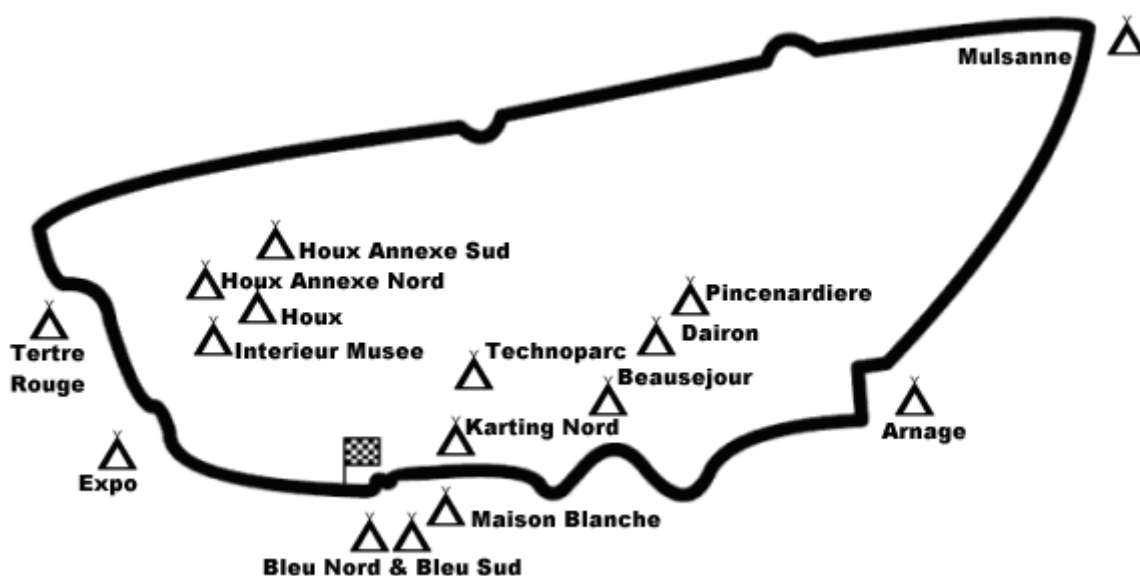 Mulsanne
Houx Annexe Sud
Houx Annexe Nord
Pincenardiere
Houx
Dairon
Tertre
Rouge
Interieur Musee
Technoparc
Beausejour
Karting Nord
Arnage
Expo
Maison Blanche
Bleu Nord & Bleu Sud